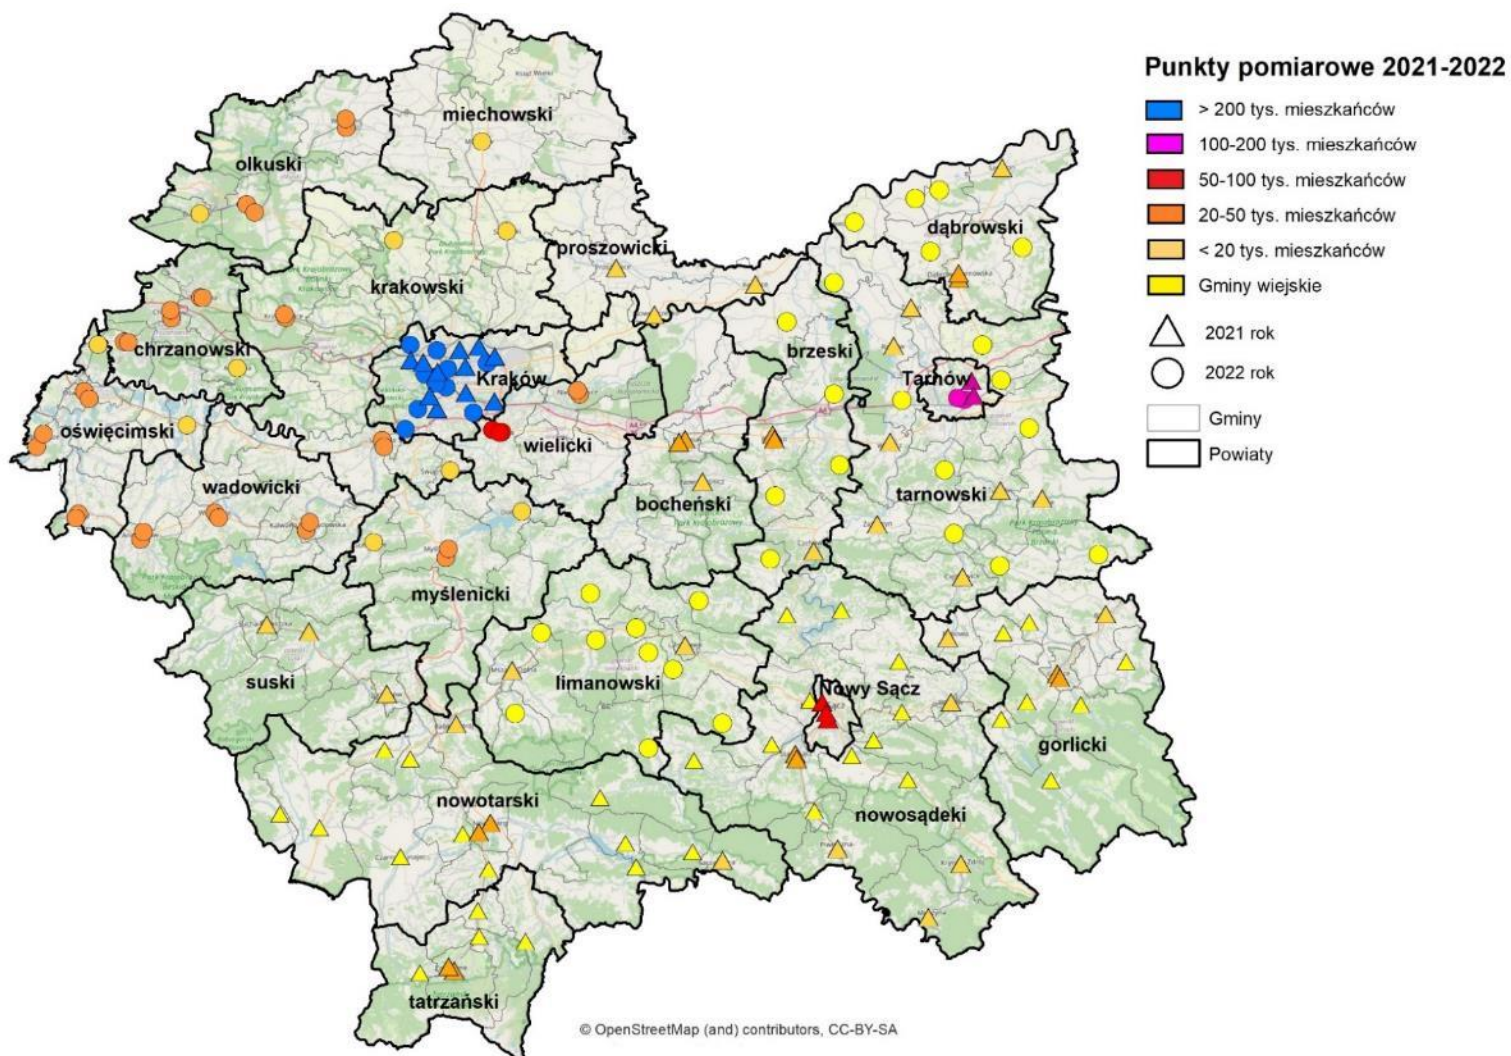 Punkty pomiarowe 2021-2022
> 200 tys. mieszkańców
100-200 tys. mieszkańców
50-100 tys. mieszkańców
20-50 tys. mieszkańców
< 20 tys. mieszkańców
Gminy wiejskie
2021 rok
2022 rok
Gminy
Powiaty
miechowski
olkuski
dąbrowski
proszowicki
krakowski
chrzanowski
brzeski
Kraków
Tarnów
oświęcimski
wielicki
wadowicki
tarnowski
bocheński
myślenicki
suski
limanowski
Nowy Sącz
gorlicki
nowotarski
nowosądeki
tatrzański
© OpenStreetMap (and) contributors, CC-BY-SA